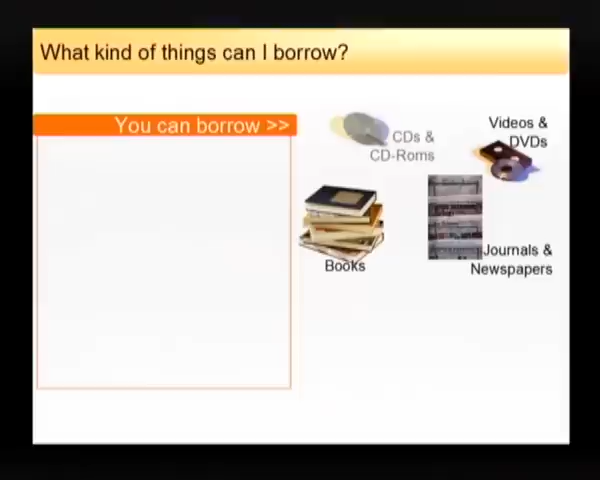 What kind of things can I borrow?
You can borrow >>
CDs &
CD-Roms
Videos &
DVDs
Books
Journals &
Newspapers